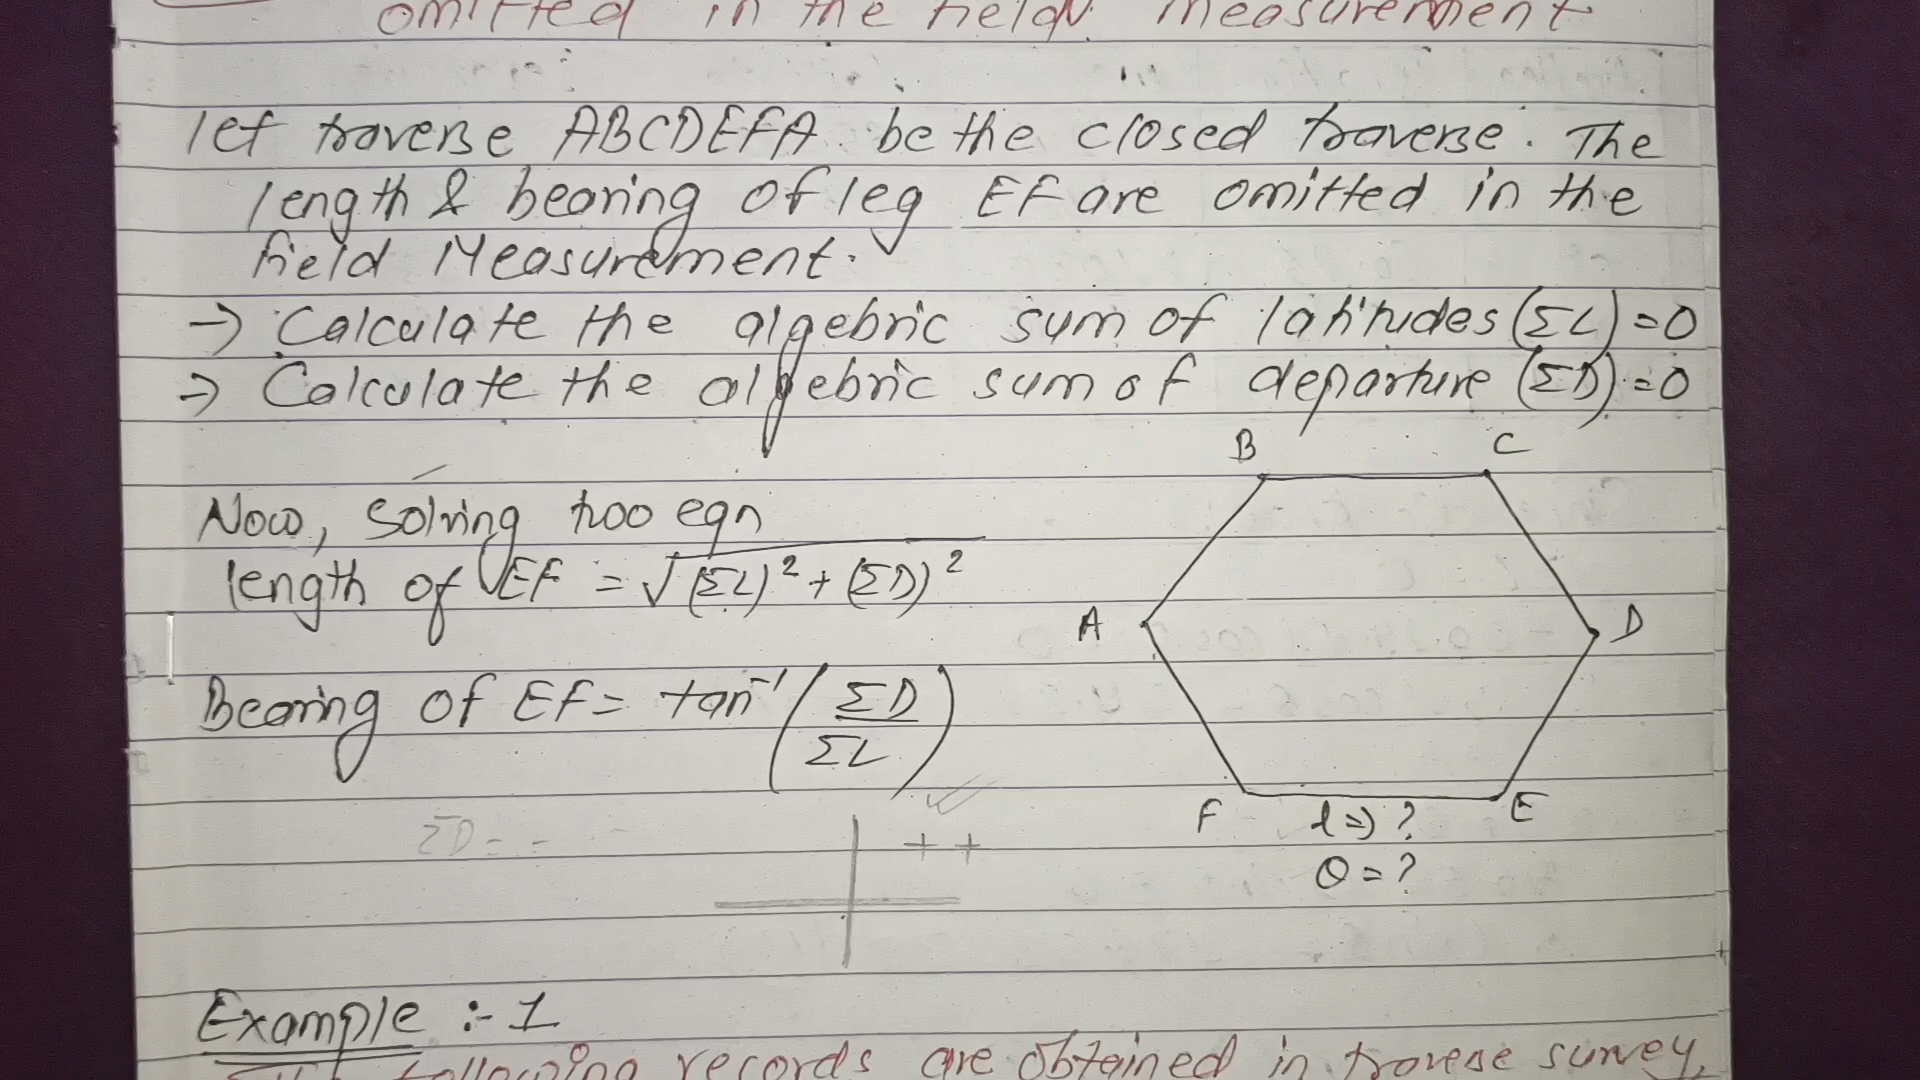 omitted in the field measurement
let traverse ABCDEFA be the closed traverse. The
length & bearing of leg EF are omitted in the
field Measurement.
→ Calculate the algebric sum of latitudes (ΣL) = 0
→ Calculate the algebric sum of departure (ΣD) = 0
B C
Now, solving two eqn
length of EF = √(ΣL)² + (ΣD)²
A D
Bearing of EF = tan⁻¹ (ΣD/ΣL)
F l => ? E
θ = ?
ΣD = -
+ +
Example :- 1
following records are obtained in traverse survey,